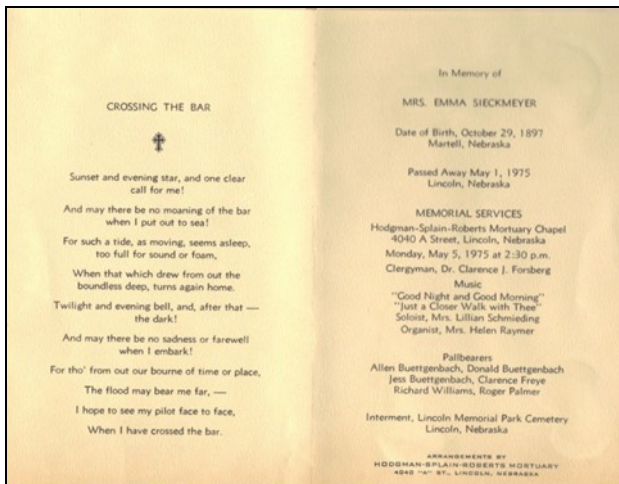 CROSSING THE BAR
Sunset and evening star, and one clear
call for me!
And may there be no moaning of the bar
when I put out to sea!
For such a tide, as moving, seems asleep,
too full for sound or foam,
When that which drew from out the
boundless deep, turns again home.
Twilight and evening bell, and, after that —
the dark!
And may there be no sadness or farewell
when I embark!
For tho' from out our bourne of time or place,
The flood may bear me far, —
I hope to see my pilot face to face,
When I have crossed the bar.
In Memory of
MRS. EMMA SIECKMEYER
Date of Birth, October 29, 1897
Martell, Nebraska
Passed Away May 1, 1975
Lincoln, Nebraska
MEMORIAL SERVICES
Hodgman-Splain-Roberts Mortuary Chapel
4040 A Street, Lincoln, Nebraska
Monday, May 5, 1975 at 2:30 p.m.
Clergyman, Dr. Clarence J. Forsberg
Music
"Good Night and Good Morning"
"Just a Closer Walk with Thee"
Soloist, Mrs. Lillian Schmieding
Organist, Mrs. Helen Raymer
Pallbearers
Allen Buettgenbach, Donald Buettgenbach
Jess Buettgenbach, Clarence Freye
Richard Williams, Roger Palmer
Interment, Lincoln Memorial Park Cemetery
Lincoln, Nebraska
ARRANGEMENTS BY
HODGMAN-SPLAIN-ROBERTS MORTUARY
4040 "A" ST., LINCOLN, NEBRASKA